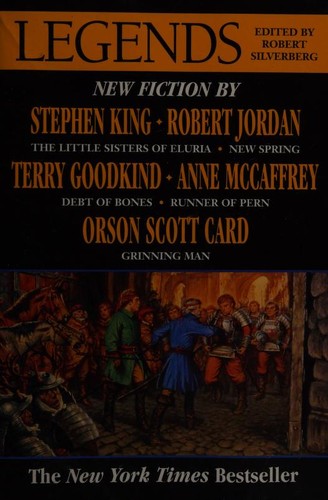 LEGENDS
EDITED BY
ROBERT
SILVERBERG
NEW FICTION BY
STEPHEN KING • ROBERT JORDAN
THE LITTLE SISTERS OF ELURIA • NEW SPRING
TERRY GOODKIND • ANNE MCCAFFREY
DEBT OF BONES • RUNNER OF PERN
ORSON SCOTT CARD
GRINNING MAN
The New York Times Bestseller